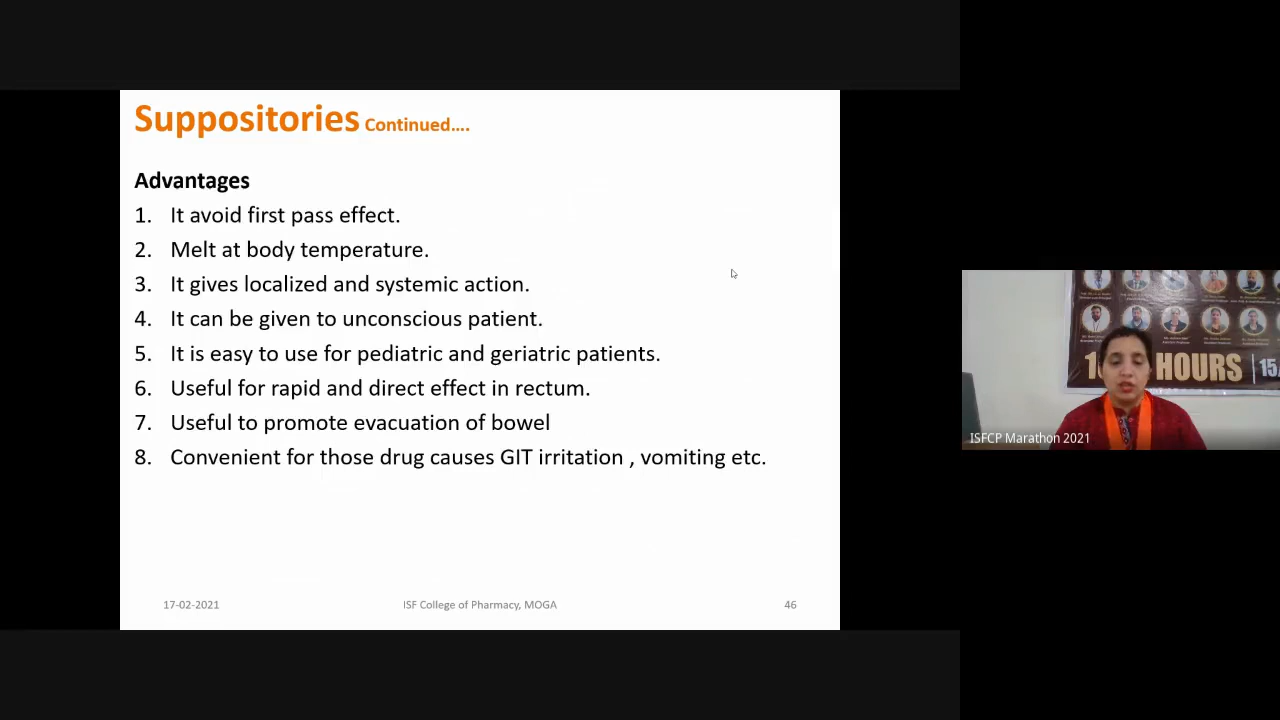 Suppositories Continued....
Advantages
1. It avoid first pass effect.
2. Melt at body temperature.
3. It gives localized and systemic action.
4. It can be given to unconscious patient.
5. It is easy to use for pediatric and geriatric patients.
6. Useful for rapid and direct effect in rectum.
7. Useful to promote evacuation of bowel
8. Convenient for those drug causes GIT irritation , vomiting etc.
17-02-2021 ISF College of Pharmacy, MOGA 46
HOURS 15
ISFCP Marathon 2021